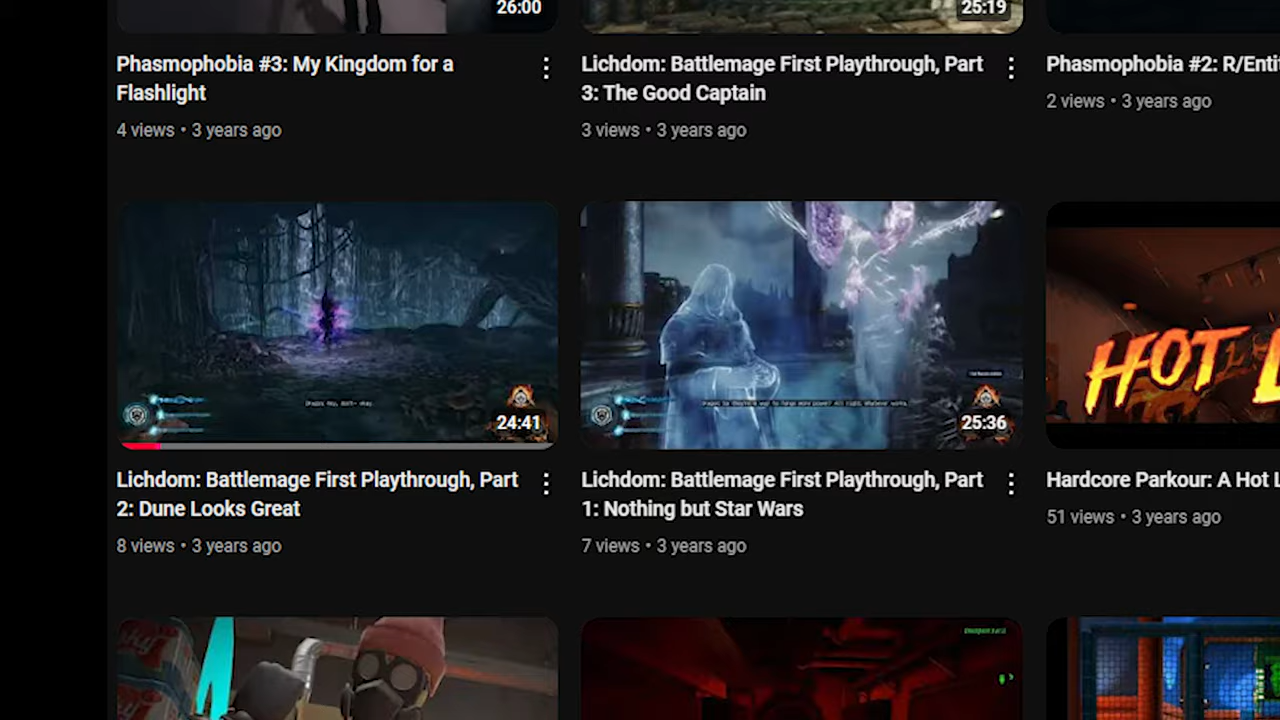 26:00
25:19
Phasmophobia #3: My Kingdom for a
Flashlight
4 views • 3 years ago
Lichdom: Battlemage First Playthrough, Part
3: The Good Captain
3 views • 3 years ago
Phasmophobia #2: R/Entit
2 views • 3 years ago
24:41
25:36
HOT
Lichdom: Battlemage First Playthrough, Part
2: Dune Looks Great
8 views • 3 years ago
Lichdom: Battlemage First Playthrough, Part
1: Nothing but Star Wars
7 views • 3 years ago
Hardcore Parkour: A Hot L
51 views • 3 years ago